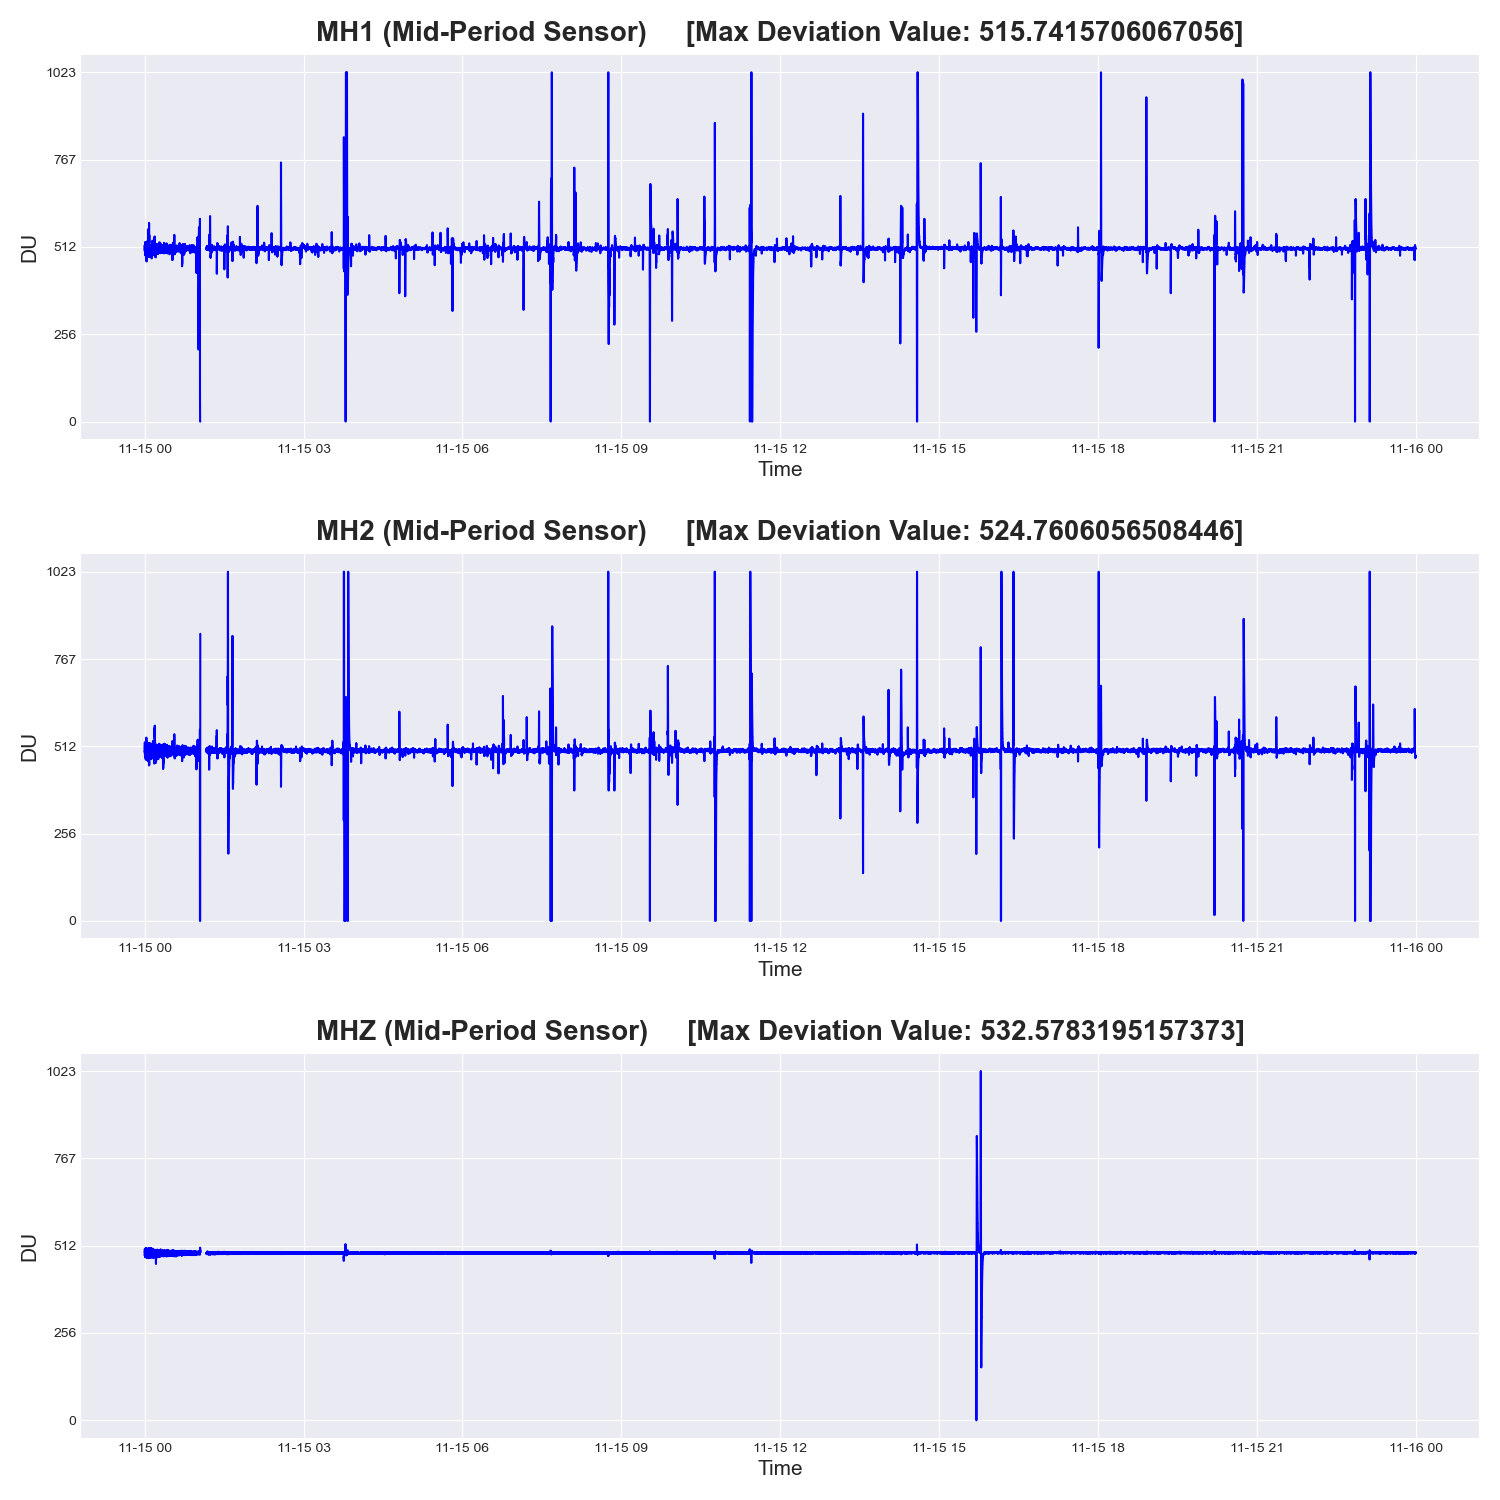 MH1 (Mid-Period Sensor) [Max Deviation Value: 515.7415706067056]
1023
767
512
256
0
DU
11-15 00 11-15 03 11-15 06 11-15 09 11-15 12 11-15 15 11-15 18 11-15 21 11-16 00
Time
MH2 (Mid-Period Sensor) [Max Deviation Value: 524.7606056508446]
1023
767
512
256
0
DU
11-15 00 11-15 03 11-15 06 11-15 09 11-15 12 11-15 15 11-15 18 11-15 21 11-16 00
Time
MHZ (Mid-Period Sensor) [Max Deviation Value: 532.5783195157373]
1023
767
512
256
0
DU
11-15 00 11-15 03 11-15 06 11-15 09 11-15 12 11-15 15 11-15 18 11-15 21 11-16 00
Time